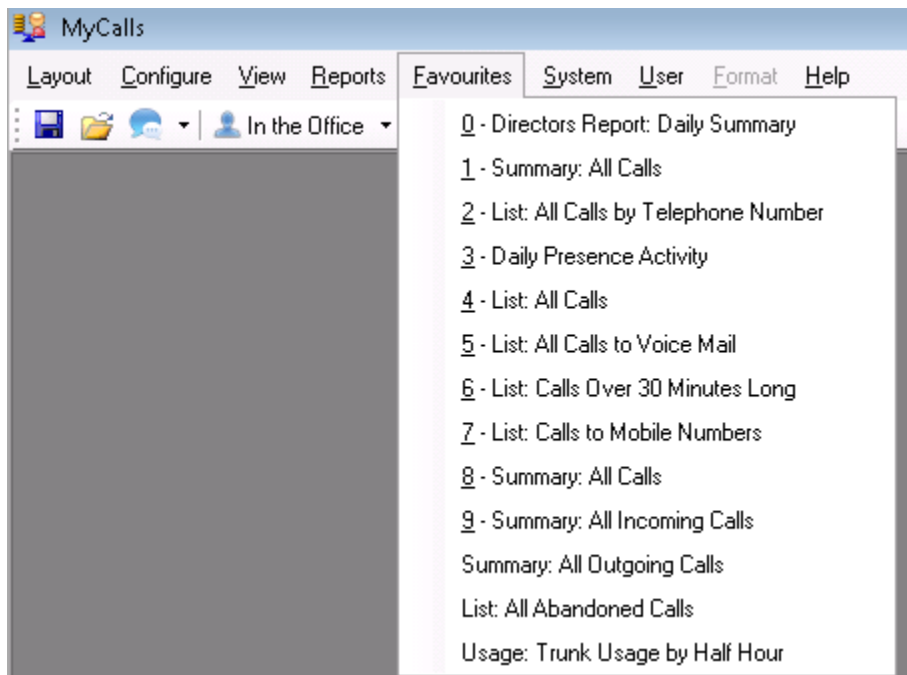 MyCalls
Layout Configure View Reports Favourites System User Format Help
In the Office
0 - Directors Report: Daily Summary
1 - Summary: All Calls
2 - List: All Calls by Telephone Number
3 - Daily Presence Activity
4 - List: All Calls
5 - List: All Calls to Voice Mail
6 - List: Calls Over 30 Minutes Long
7 - List: Calls to Mobile Numbers
8 - Summary: All Calls
9 - Summary: All Incoming Calls
Summary: All Outgoing Calls
List: All Abandoned Calls
Usage: Trunk Usage by Half Hour